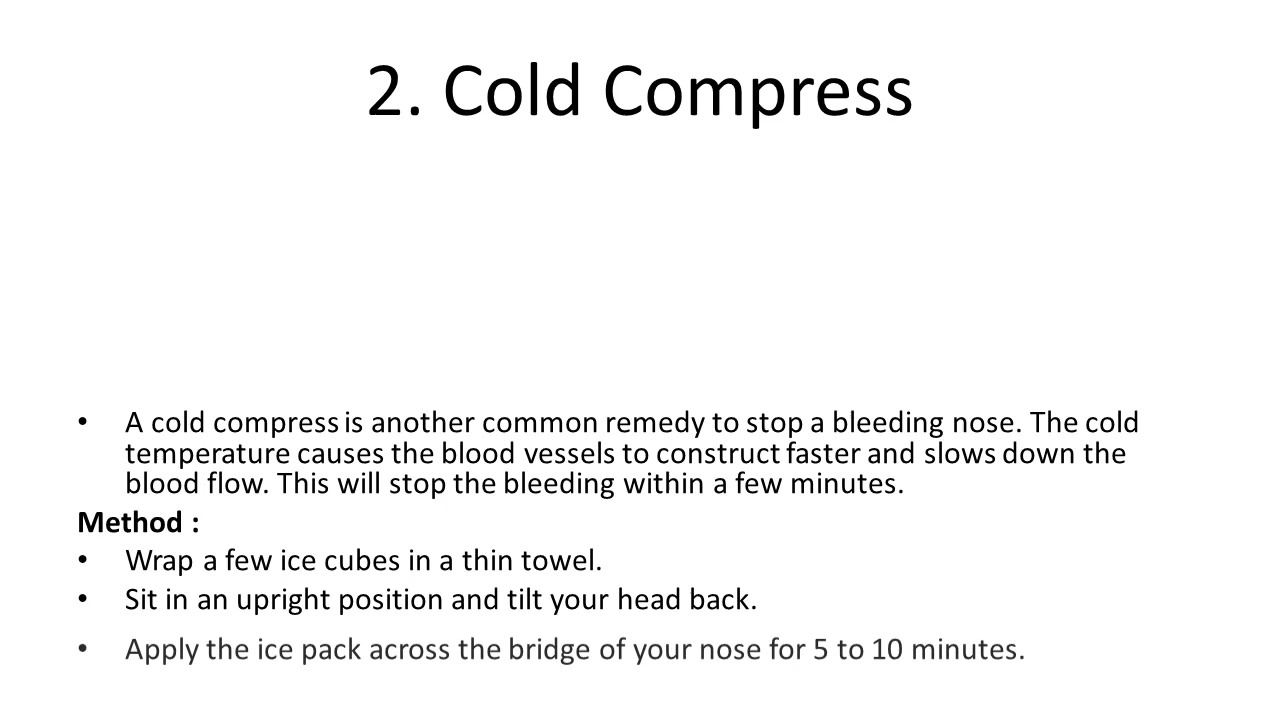 2. Cold Compress
• A cold compress is another common remedy to stop a bleeding nose. The cold
temperature causes the blood vessels to construct faster and slows down the
blood flow. This will stop the bleeding within a few minutes.
Method :
• Wrap a few ice cubes in a thin towel.
• Sit in an upright position and tilt your head back.
• Apply the ice pack across the bridge of your nose for 5 to 10 minutes.